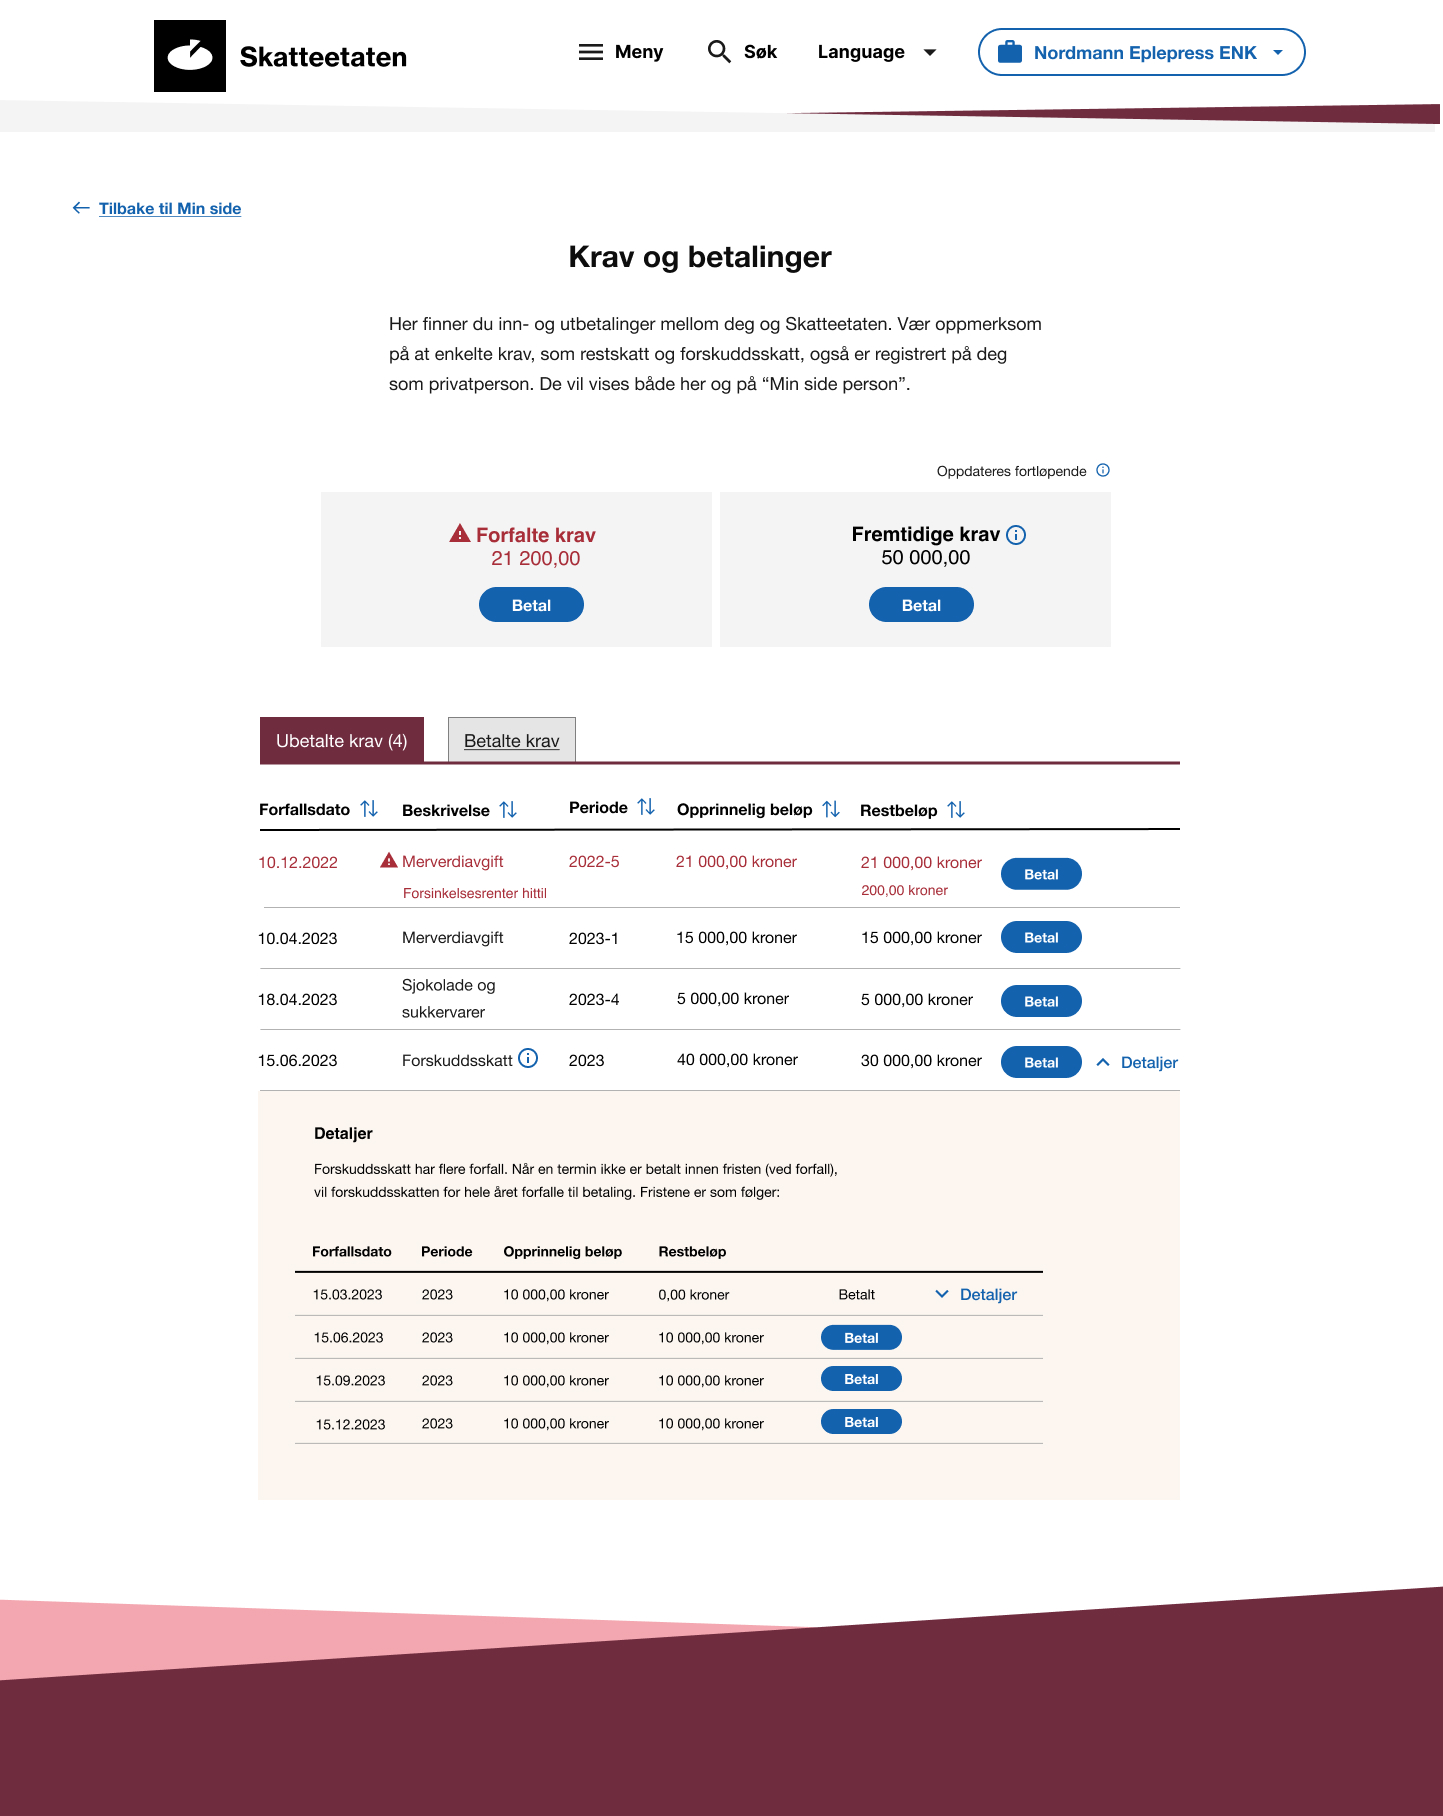 Skatteetaten
Meny
Søk
Language
Nordmann Eplepress ENK
Tilbake til Min side
Krav og betalinger
Her finner du inn- og utbetalinger mellom deg og Skatteetaten. Vær oppmerksom
på at enkelte krav, som restskatt og forskuddsskatt, også er registrert på deg
som privatperson. De vil vises både her og på “Min side person”.
Oppdateres fortløpende
Forfalte krav
21 200,00
Betal
Fremtidige krav
50 000,00
Betal
Ubetalte krav (4)
Betalte krav
Forfallsdato Beskrivelse Periode Opprinnelig beløp Restbeløp
10.12.2022 Merverdiavgift 2022-5 21 000,00 kroner 21 000,00 kroner Betal
Forsinkelsesrenter hittil 200,00 kroner
10.04.2023 Merverdiavgift 2023-1 15 000,00 kroner 15 000,00 kroner Betal
Sjokolade og
18.04.2023 2023-4 5 000,00 kroner 5 000,00 kroner Betal
sukkervarer
15.06.2023 Forskuddsskatt 2023 40 000,00 kroner 30 000,00 kroner Betal Detaljer
Detaljer
Forskuddsskatt har flere forfall. Når en termin ikke er betalt innen fristen (ved forfall),
vil forskuddsskatten for hele året forfalle til betaling. Fristene er som følger:
Forfallsdato Periode Opprinnelig beløp Restbeløp
15.03.2023 2023 10 000,00 kroner 0,00 kroner Betalt Detaljer
15.06.2023 2023 10 000,00 kroner 10 000,00 kroner Betal
15.09.2023 2023 10 000,00 kroner 10 000,00 kroner Betal
15.12.2023 2023 10 000,00 kroner 10 000,00 kroner Betal